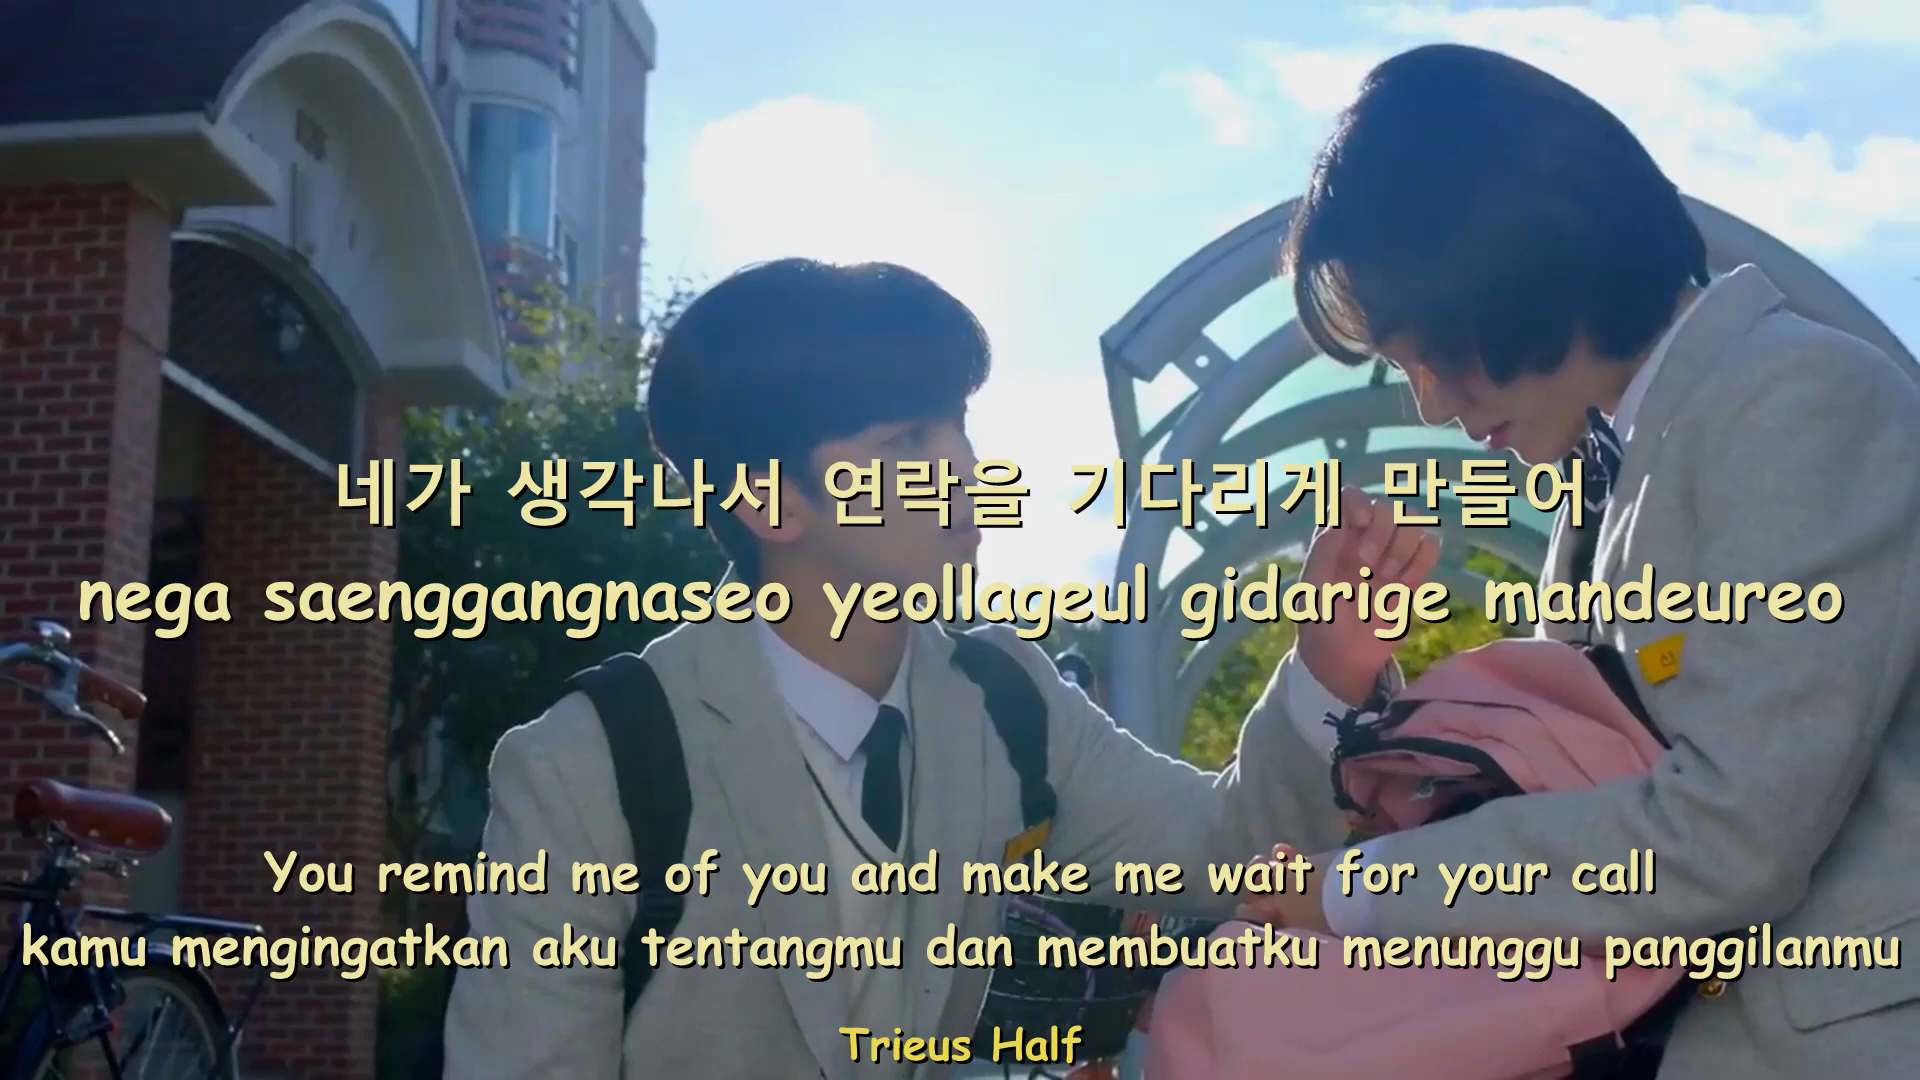 네가 생각나서 연락을 기다리게 만들어
nega saenggangnaseo yeollageul gidarige mandeureo
You remind me of you and make me wait for your call
kamu mengingatkan aku tentangmu dan membuatku menunggu panggilanmu
Trieus Half